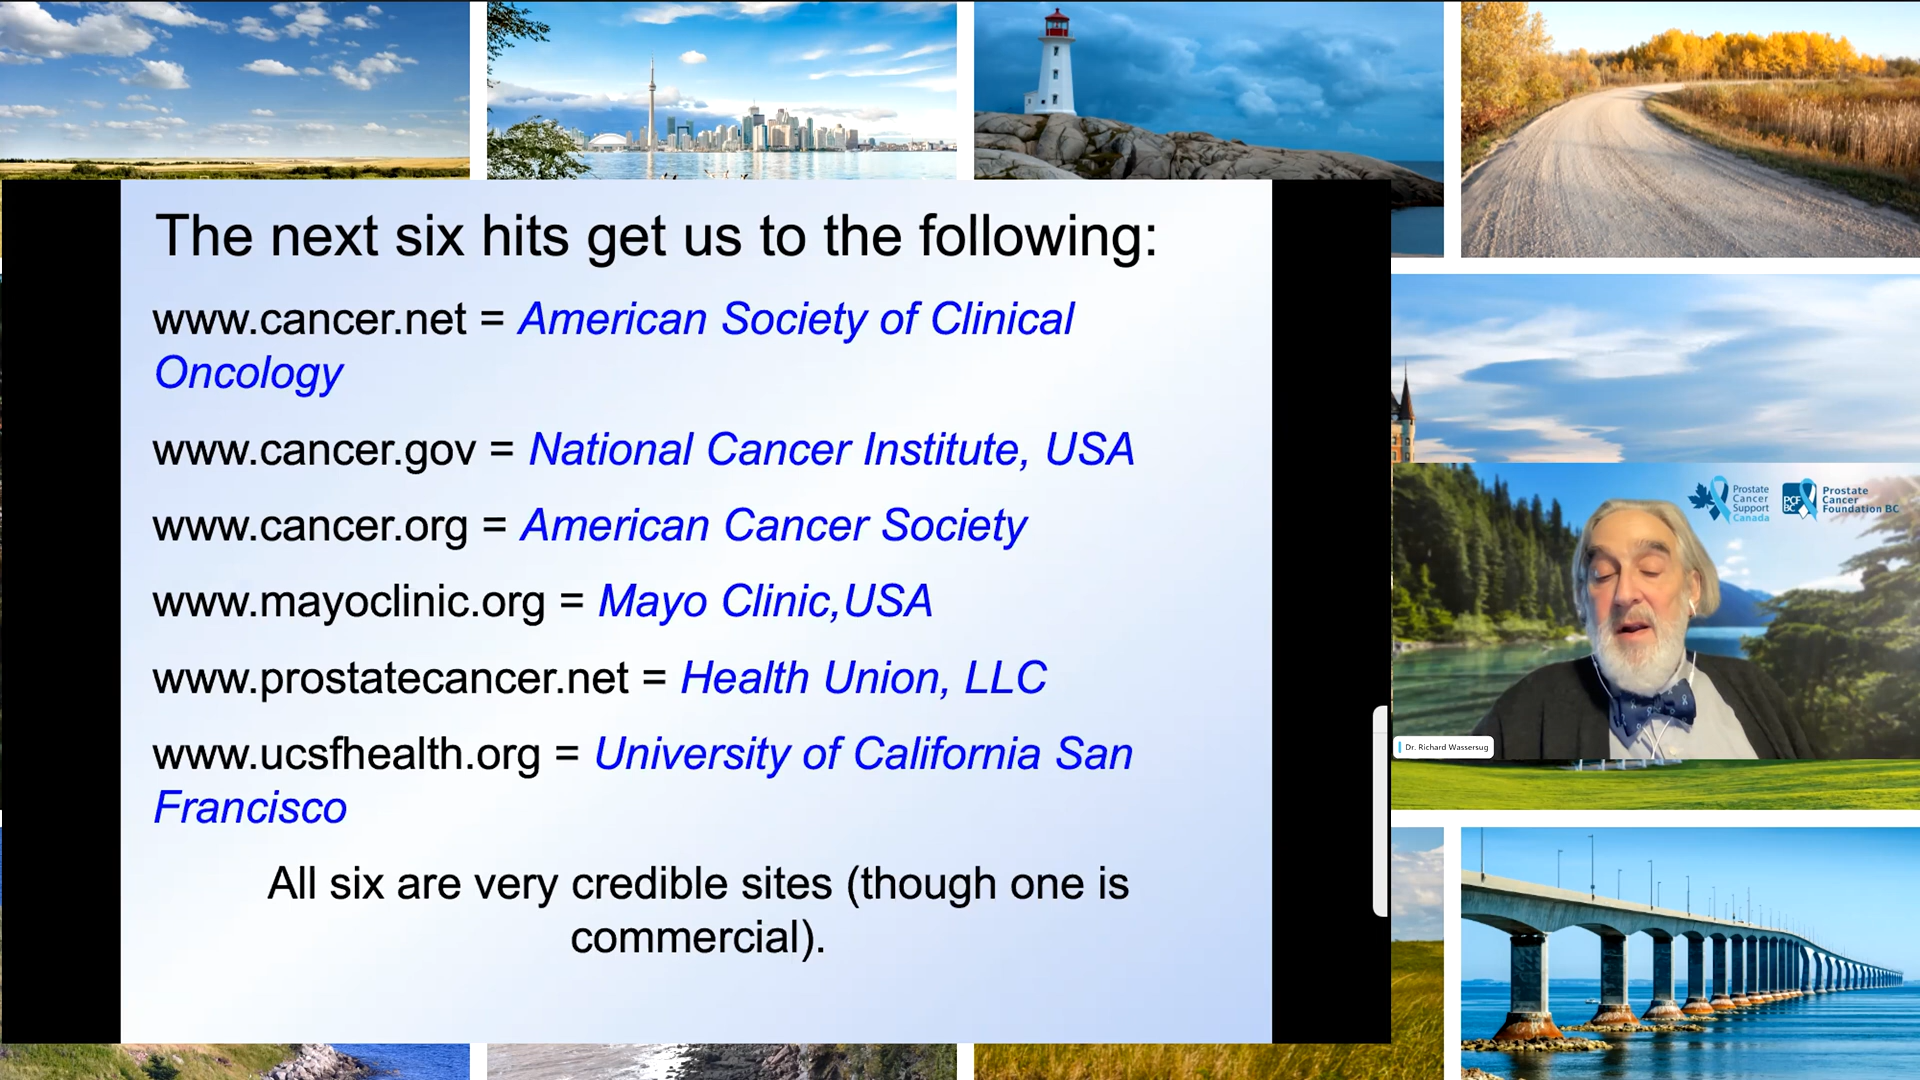 The next six hits get us to the following:
www.cancer.net = American Society of Clinical
Oncology
www.cancer.gov = National Cancer Institute, USA
www.cancer.org = American Cancer Society
www.mayoclinic.org = Mayo Clinic,USA
www.prostatecancer.net = Health Union, LLC
www.ucsfhealth.org = University of California San
Francisco
All six are very credible sites (though one is
commercial).
Prostate
Cancer
Support
Canada
PCF
BC
Prostate
Cancer
Foundation BC
Dr. Richard Wassersug